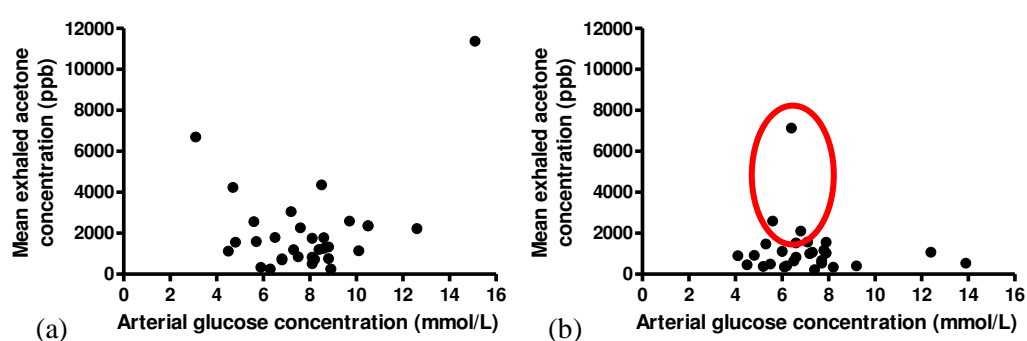 Mean exhaled acetone
concentration (ppb)
12000
10000
8000
6000
4000
2000
0
0 2 4 6 8 10 12 14 16
Arterial glucose concentration (mmol/L)
(a)
Mean exhaled acetone
concentration (ppb)
12000
10000
8000
6000
4000
2000
0
0 2 4 6 8 10 12 14 16
Arterial glucose concentration (mmol/L)
(b)